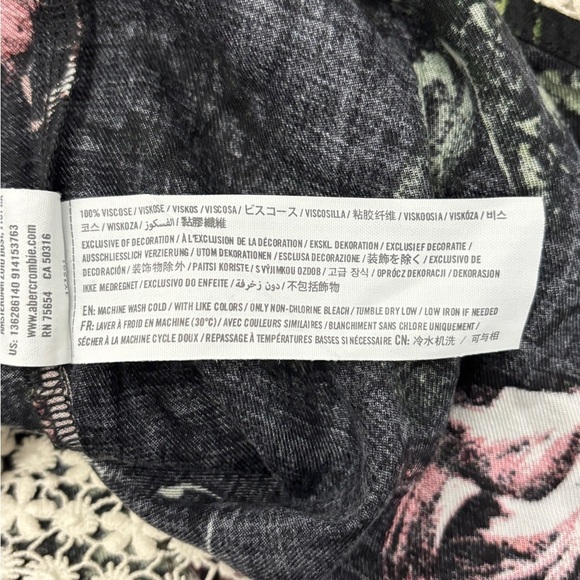 100% VISCOSE / VISKOSE / VISKOS / VISCOSA / ビスコース / VISCOSILLA / 粘胶纤维 / VISKOOSIA / VISKÓZA / 비스
코스 / WISKOZA / الفسكوز / 黏膠纖維
EXCLUSIVE OF DECORATION / À L'EXCLUSION DE LA DÉCORATION / EKSKL. DEKORATION / EXCLUSIEF DECORATIE /
AUSSCHLIESSLICH VERZIERUNG / UTOM DEKORATIONEN / ESCLUSA DECORAZIONE / 装飾を除く / EXCLUSIVO DE
DECORACIÓN / 装饰物除外 / PAITSI KORISTE / S VÝJIMKOU OZDOB / 고급 장식 / OPRÓCZ DEKORACJI / DEKORASION
IKKE MEDREGNET / EXCLUSIVO DO ENFEITE / دون زخرفة / 不包括飾物
EN: MACHINE WASH COLD / WITH LIKE COLORS / ONLY NON-CHLORINE BLEACH / TUMBLE DRY LOW / LOW IRON IF NEEDED
FR: LAVER À FROID EN MACHINE (30°C) / AVEC COULEURS SIMILAIRES / BLANCHIMENT SANS CHLORE UNIQUEMENT /
SÉCHER À LA MACHINE CYCLE DOUX / REPASSAGE À TEMPÉRATURES BASSES SI NÉCESSAIRE CN: 冷水机洗 / 可与相
US: 136286140 914153763
www.abercrombie.com
RN 75654 CA 50316